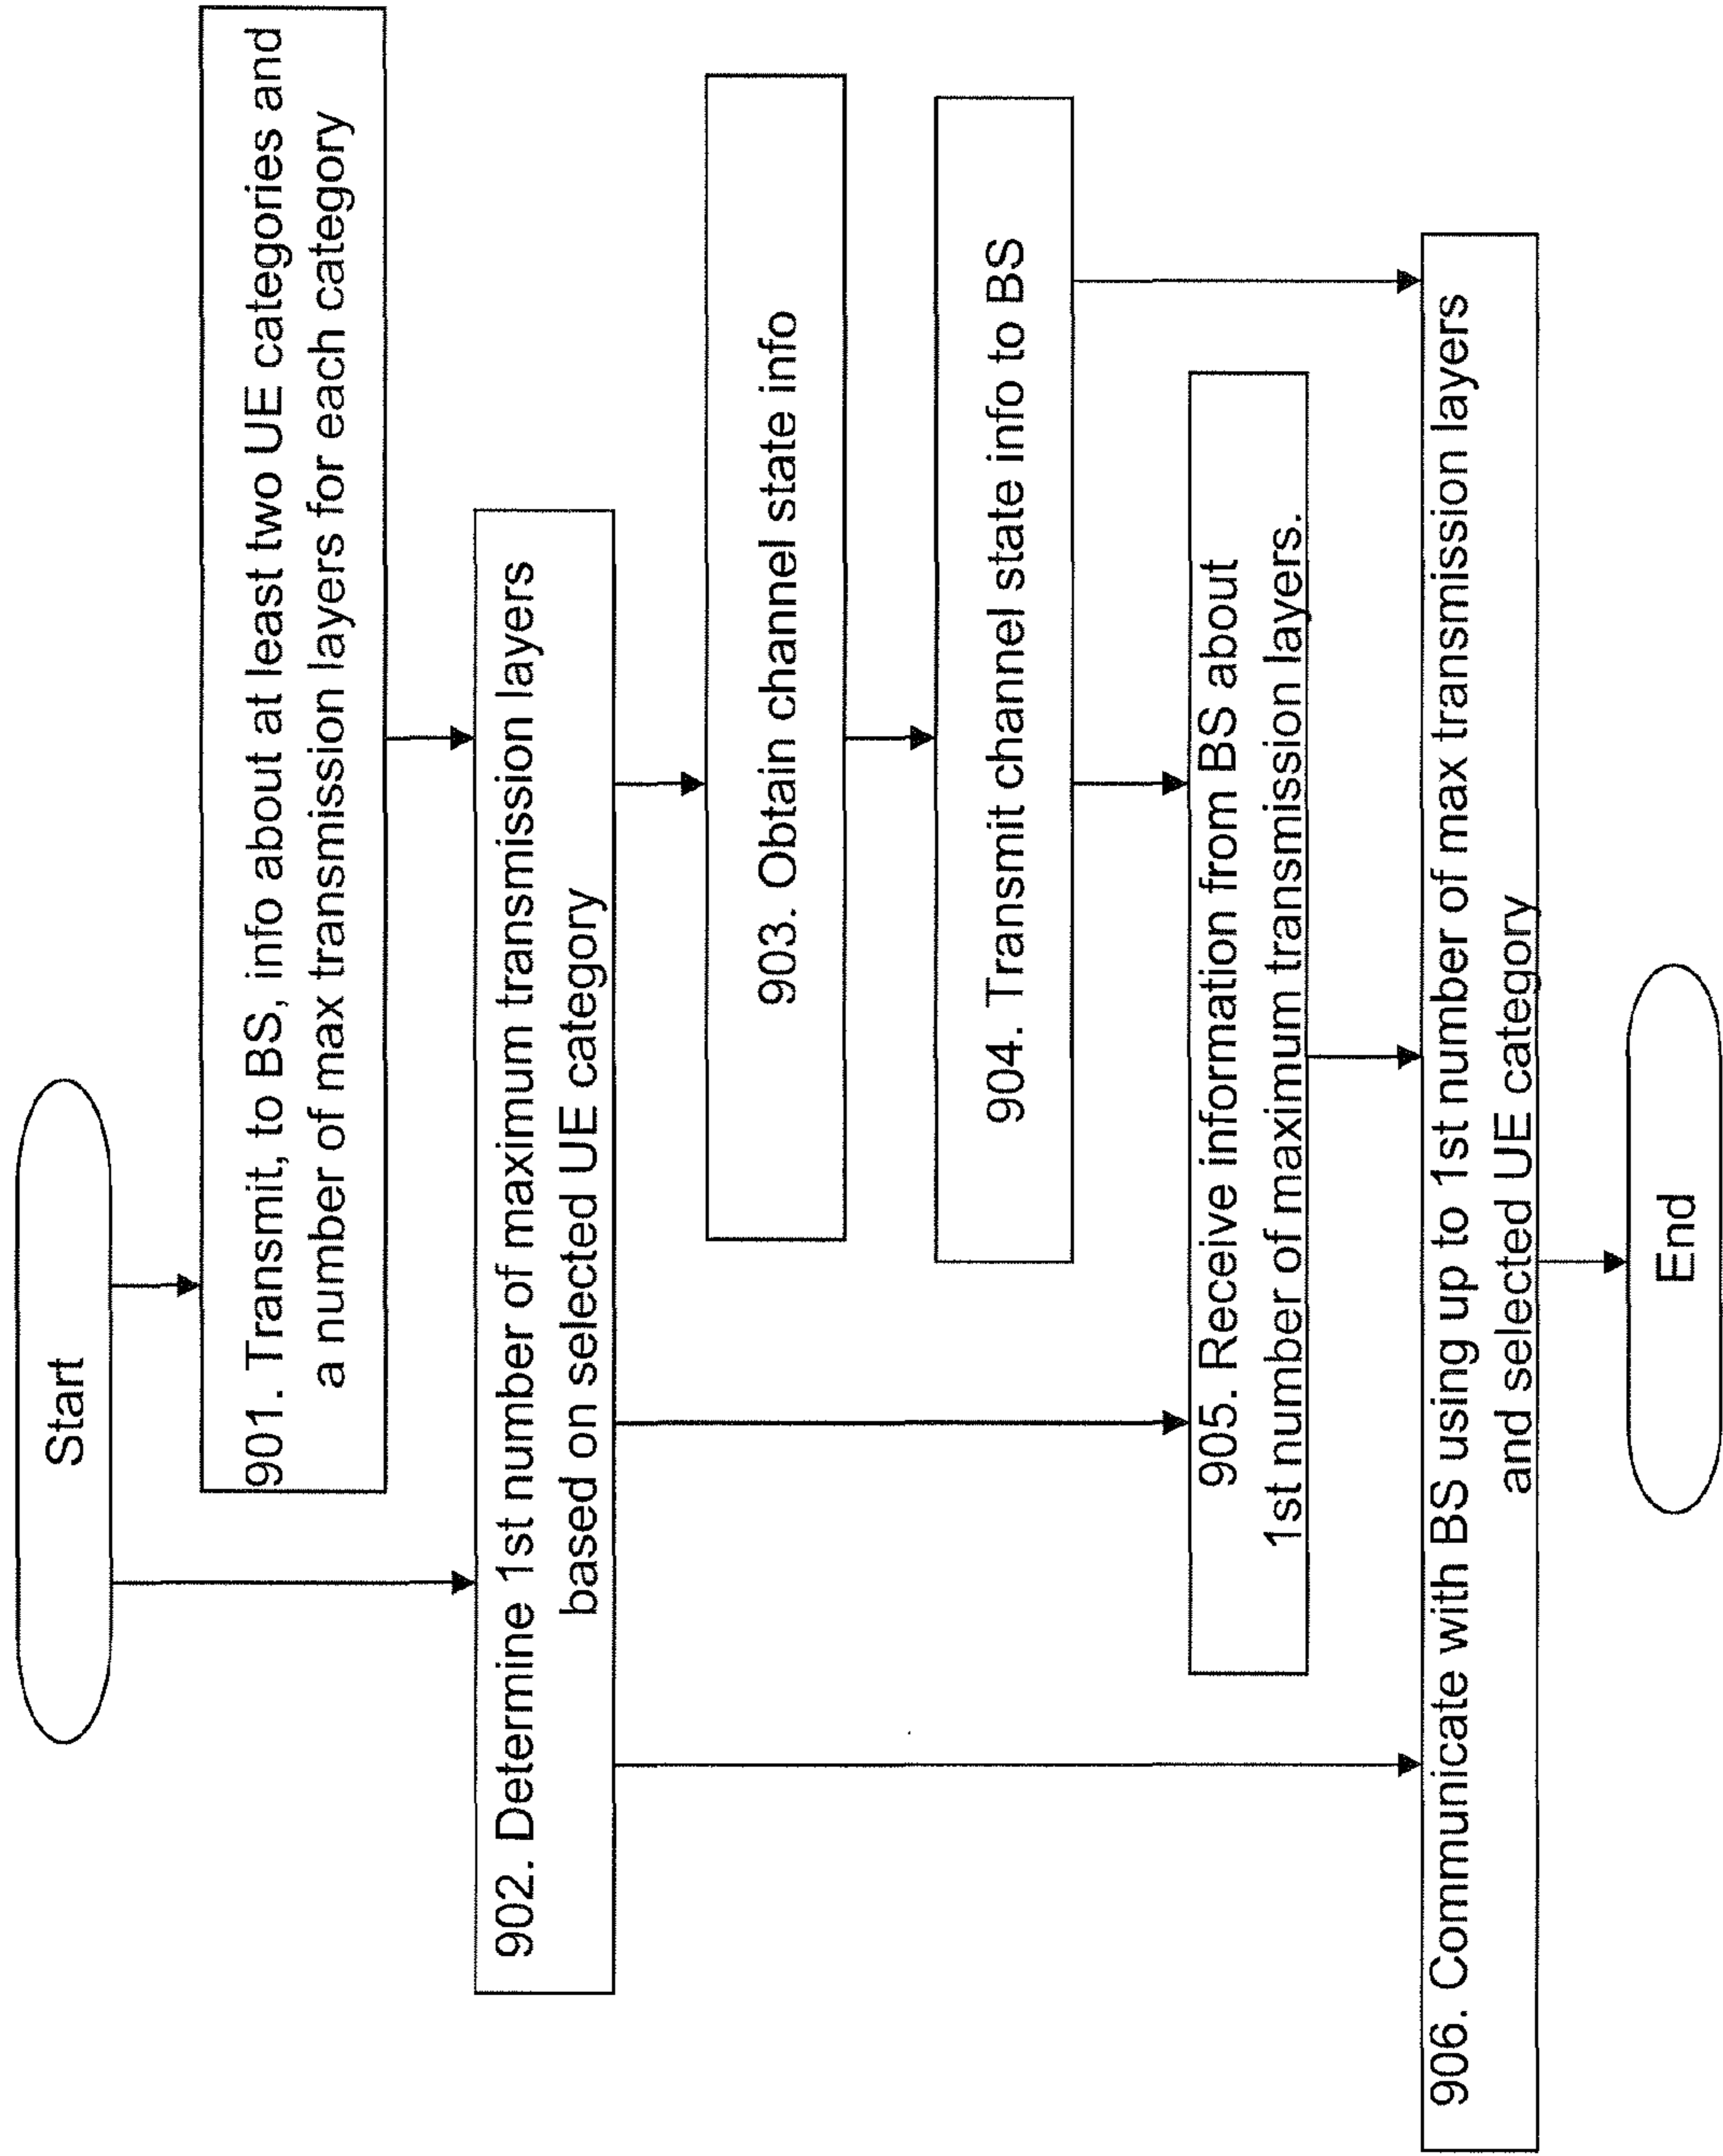 Start
901. Transmit, to BS, info about at least two UE categories and
a number of max transmission layers for each category
902. Determine 1st number of maximum transmission layers
based on selected UE category
903. Obtain channel state info
904. Transmit channel state info to BS
905. Receive information from BS about
1st number of maximum transmission layers.
906. Communicate with BS using up to 1st number of max transmission layers
and selected UE category
End